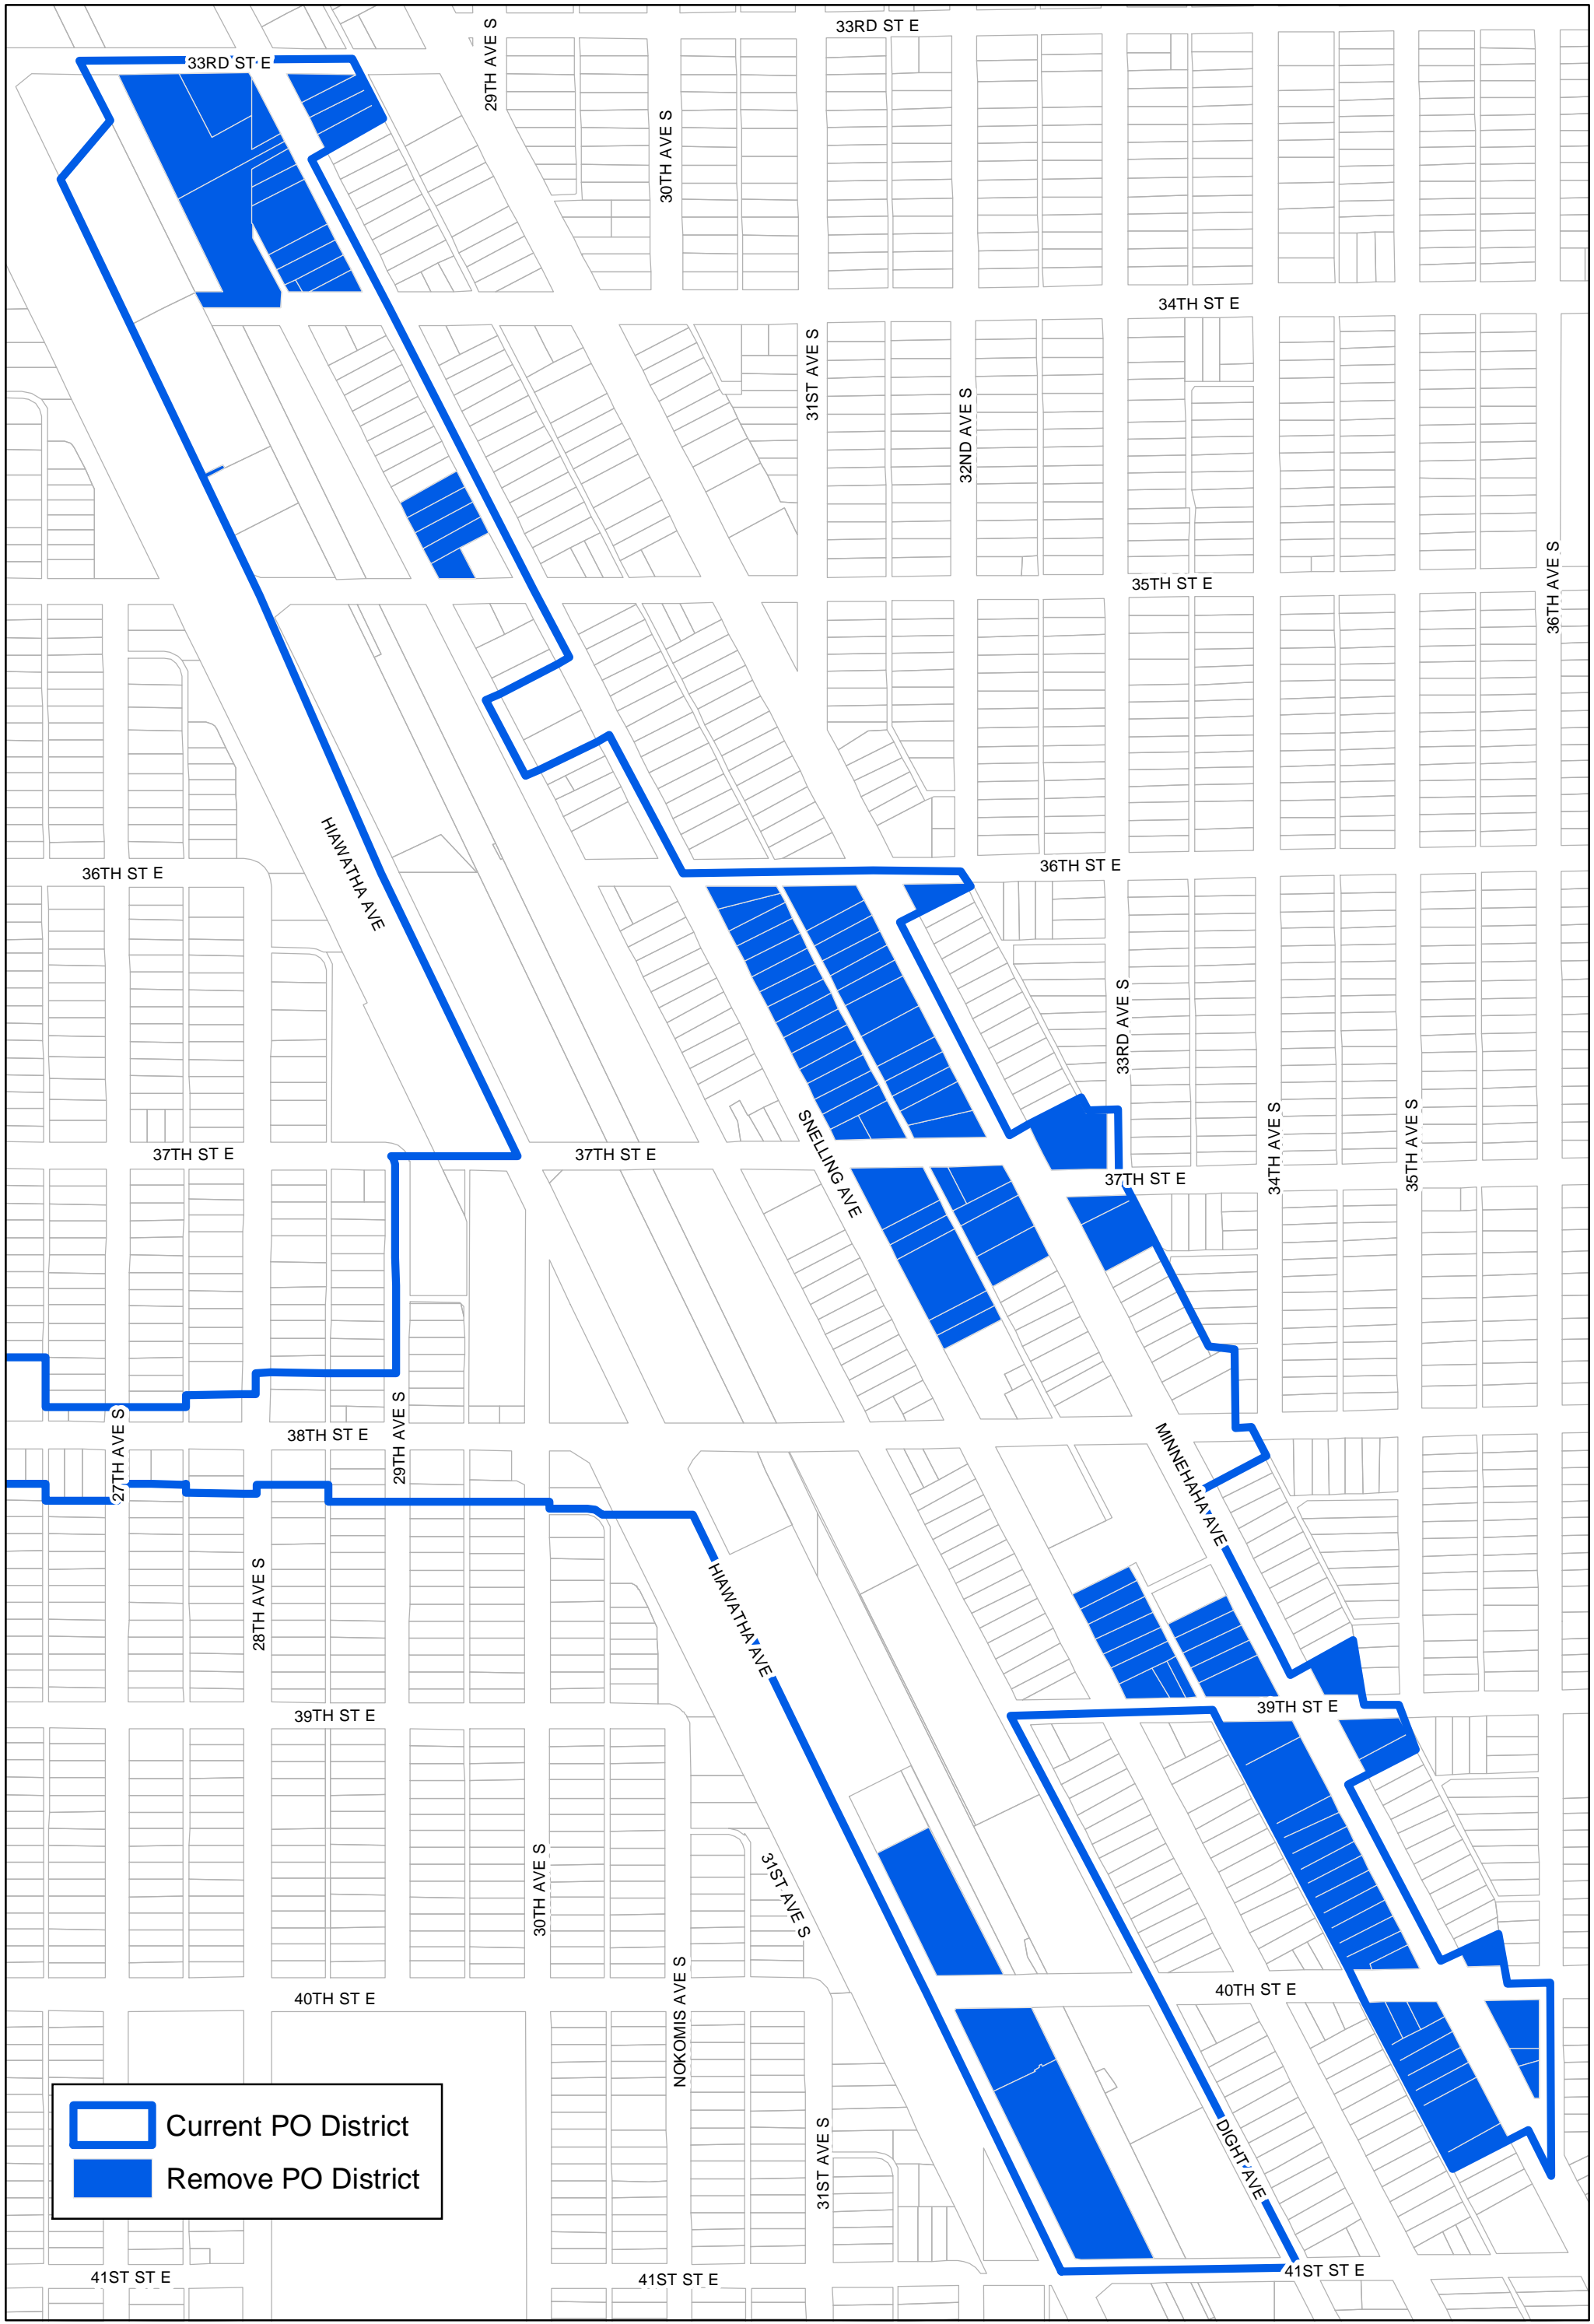 33RD ST E
33RD ST E
29TH AVE S
30TH AVE S
34TH ST E
31ST AVE S
32ND AVE S
35TH ST E
36TH AVE S
HIAWATHA AVE
36TH ST E
36TH ST E
33RD AVE S
34TH AVE S
35TH AVE S
SNELLING AVE
37TH ST E
37TH ST E
37TH ST E
27TH AVE S
38TH ST E
29TH AVE S
MINNEHAHA AVE
28TH AVE S
HIAWATHA AVE
39TH ST E
39TH ST E
30TH AVE S
31ST AVE S
NOKOMIS AVE S
40TH ST E
40TH ST E
Current PO District
Remove PO District
31ST AVE S
DIGHT AVE
41ST ST E
41ST ST E
41ST ST E